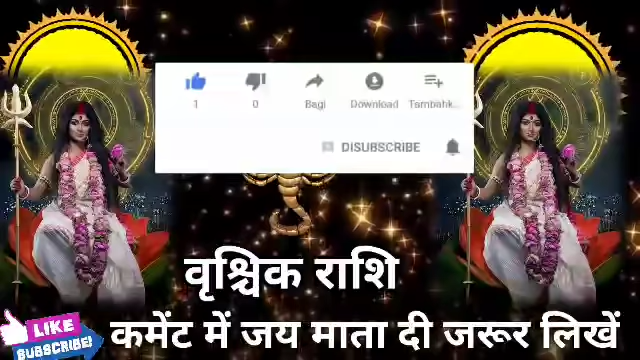 1 0 Bagi Download Tambahk...
DISUBSCRIBE
वृश्चिक राशि
LIKE
SUBSCRIBE!
कमेंट में जय माता दी जरूर लिखें